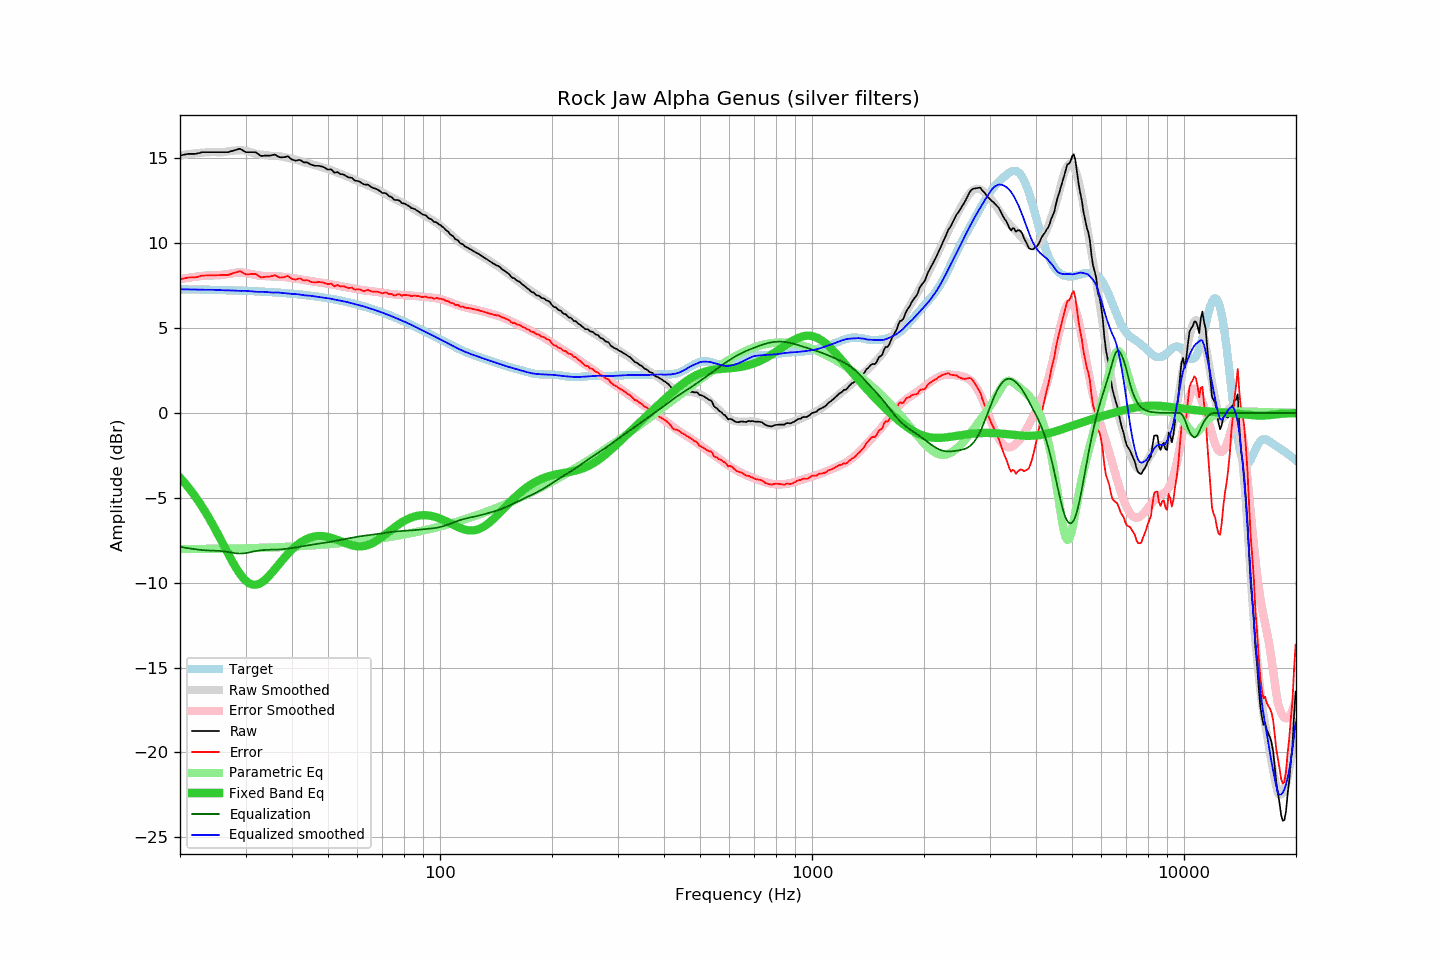 Rock Jaw Alpha Genus (silver filters)
15
10
5
0
−5
−10
−15
−20
−25
Amplitude (dBr)
Target
Raw Smoothed
Error Smoothed
Raw
Error
Parametric Eq
Fixed Band Eq
Equalization
Equalized smoothed
100
1000
10000
Frequency (Hz)